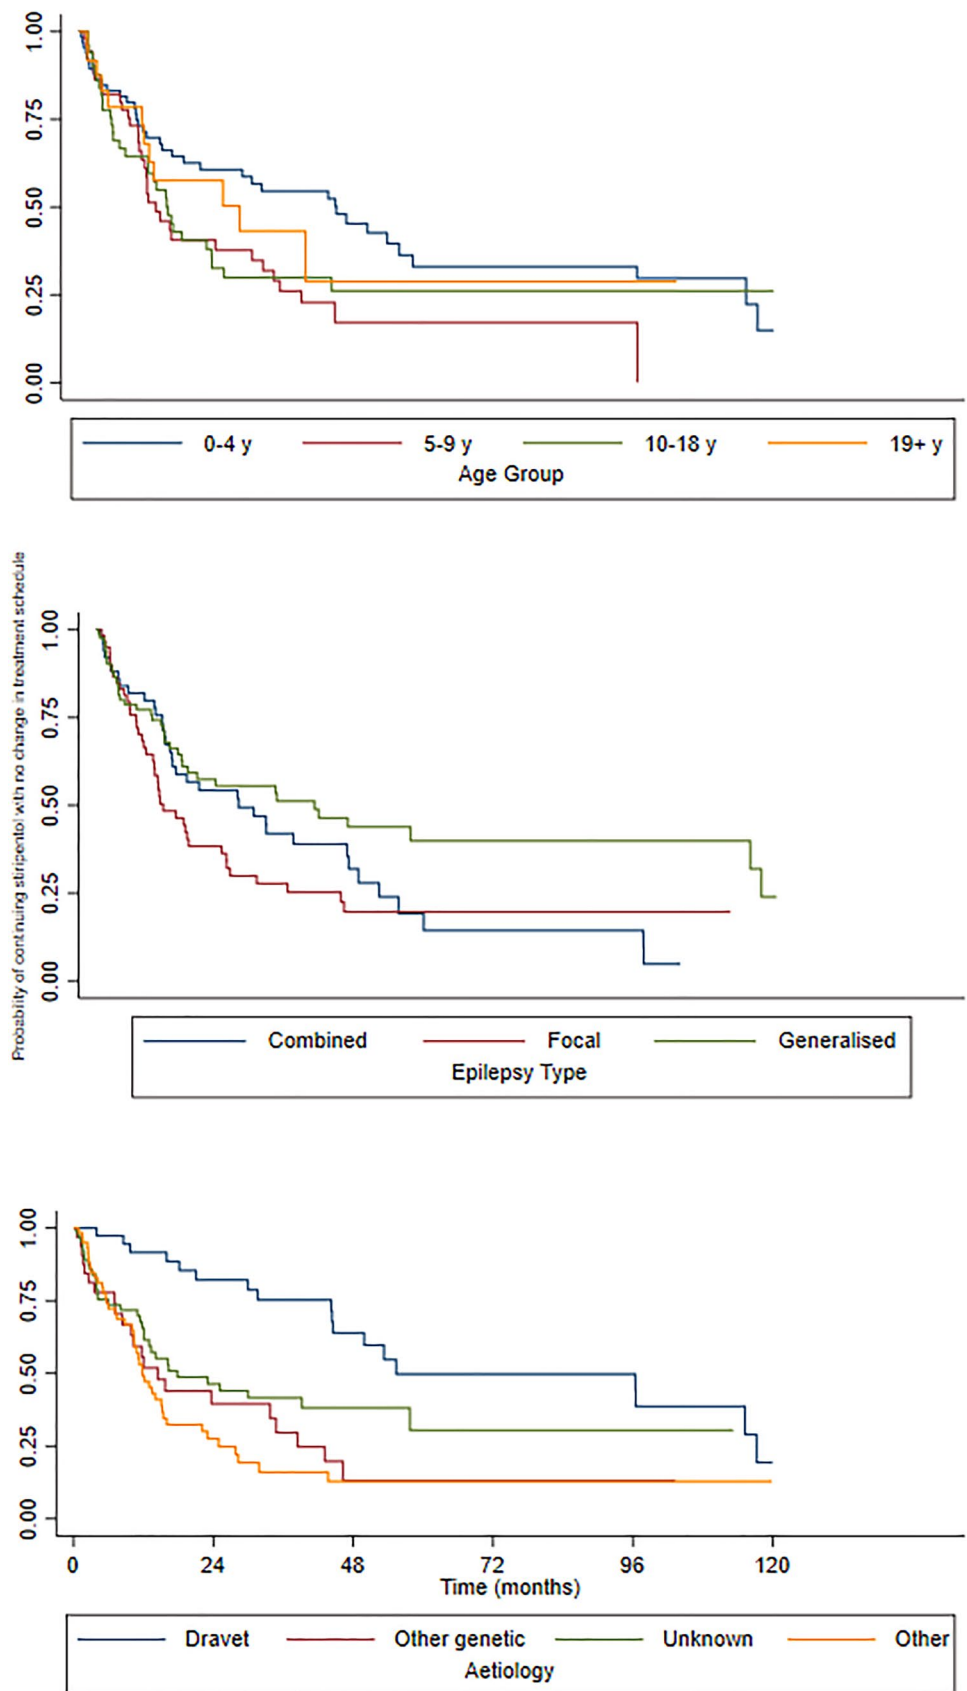 1.00
0.75
0.50
0.25
0.00
0-4 y 5-9 y 10-18 y 19+ y
Age Group
Probability of continuing stiripentol with no change in treatment schedule
1.00
0.75
0.50
0.25
0.00
Combined Focal Generalised
Epilepsy Type
1.00
0.75
0.50
0.25
0.00
0 24 48 72 96 120
Time (months)
Dravet Other genetic Unknown Other
Aetiology